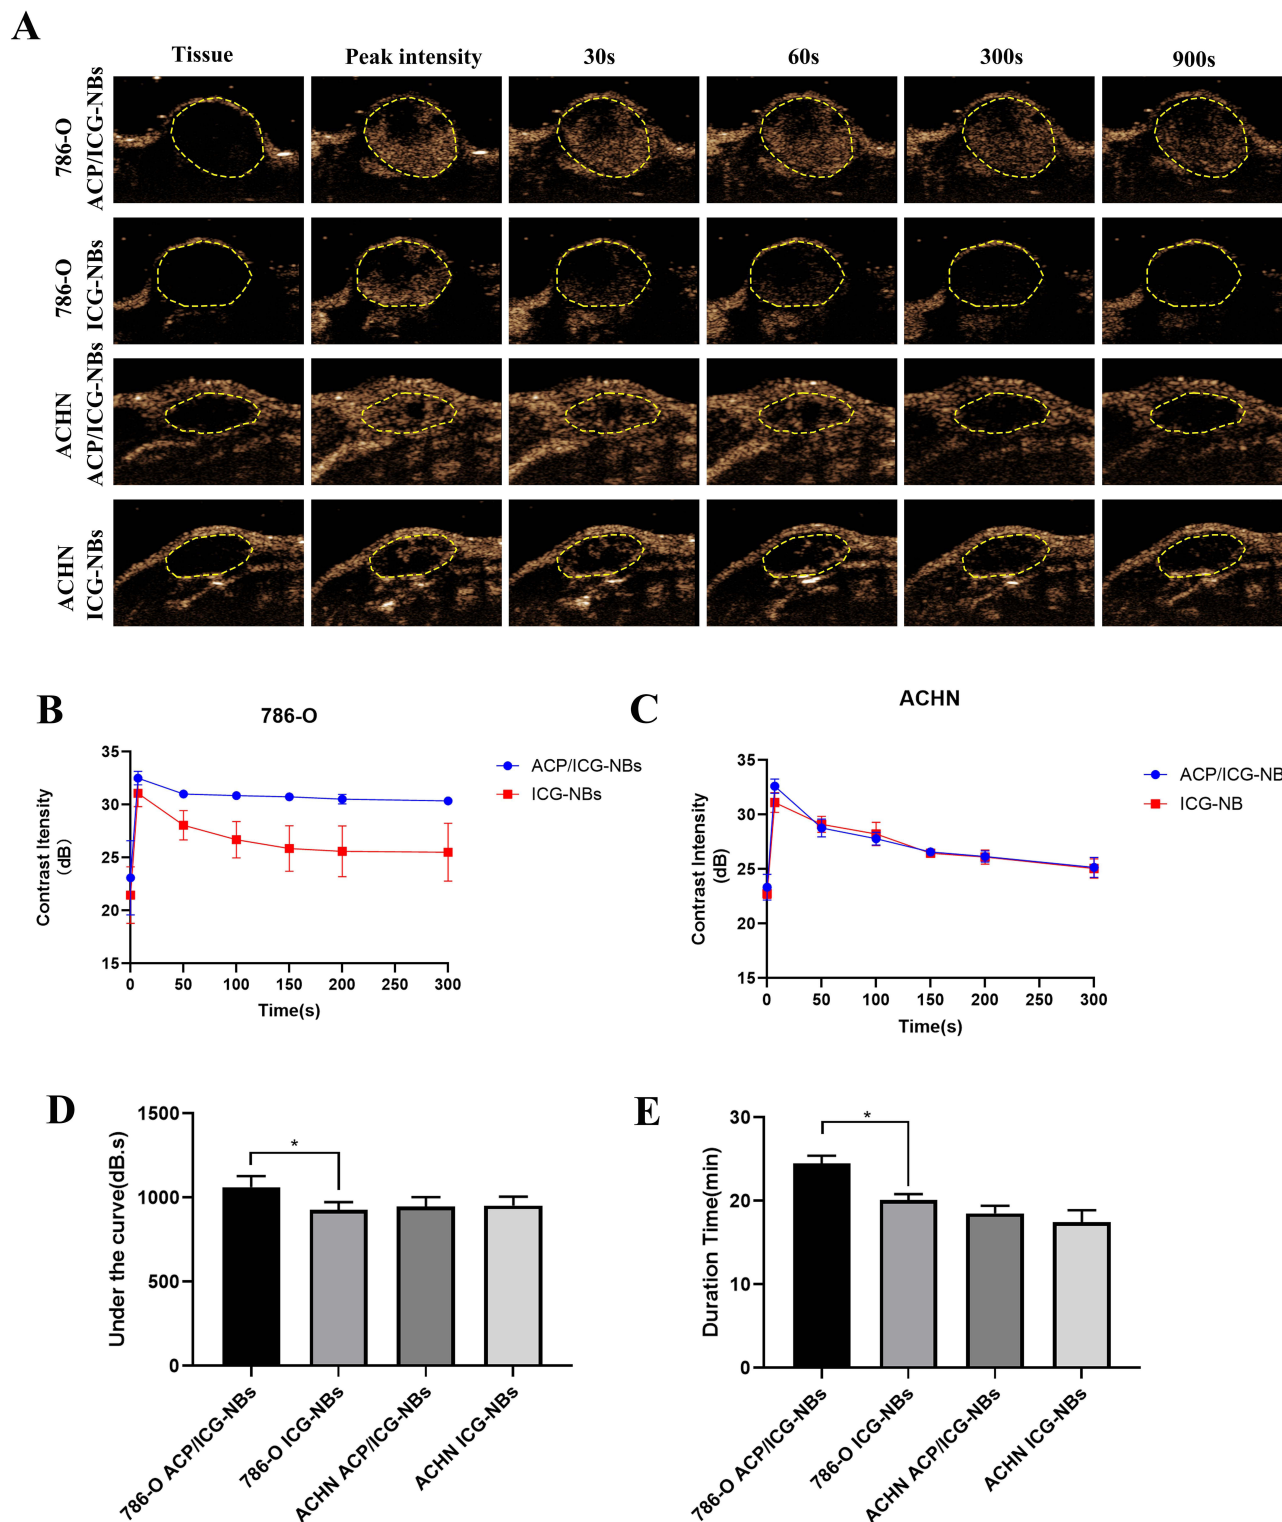 A
Tissue
Peak intensity
30s
60s
300s
900s
786-O
ACP/ICG-NBs
786-O
ICG-NBs
ACHN
ACP/ICG-NBs
ACHN
ICG-NBs
B
786-O
Contrast Itensity
(dB)
35
30
25
20
15
0
50
100
150
200
250
300
Time(s)
ACP/ICG-NBs
ICG-NBs
C
ACHN
Contrast Intensity
(dB)
35
30
25
20
15
0
50
100
150
200
250
300
Time(s)
ACP/ICG-NB
ICG-NB
D
Under the curve(dB.s)
1500
1000
500
0
*
786-O ACP/ICG-NBs
786-O ICG-NBs
ACHN ACP/ICG-NBs
ACHN ICG-NBs
E
Duration Time(min)
30
20
10
0
*
786-O ACP/ICG-NBs
786-O ICG-NBs
ACHN ACP/ICG-NBs
ACHN ICG-NBs